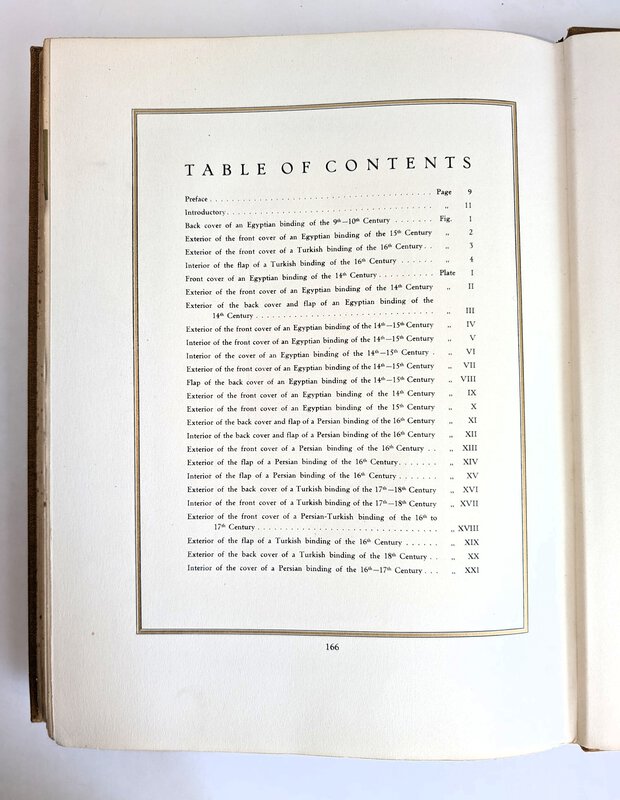 TABLE OF CONTENTS
Preface . . . . . . . . . . . . . . . . . . . . . . . . . . . . . . Page 9
Introductory . . . . . . . . . . . . . . . . . . . . . . . . . . . . „ 11
Back cover of an Egyptian binding of the 9th—10th Century . . . . . . . Fig. 1
Exterior of the front cover of an Egyptian binding of the 15th Century „ 2
Exterior of the front cover of a Turkish binding of the 16th Century . . „ 3
Interior of the flap of a Turkish binding of the 16th Century . . . . . . „ 4
Front cover of an Egyptian binding of the 14th Century . . . . . . . . . Plate I
Exterior of the front cover of an Egyptian binding of the 14th Century „ II
Exterior of the back cover and flap of an Egyptian binding of the
14th Century . . . . . . . . . . . . . . . . . . . . . . . . . . . . „ III
Exterior of the front cover of an Egyptian binding of the 14th—15th Century „ IV
Interior of the front cover of an Egyptian binding of the 14th—15th Century „ V
Interior of the cover of an Egyptian binding of the 14th—15th Century . „ VI
Exterior of the front cover of an Egyptian binding of the 14th—15th Century „ VII
Flap of the back cover of an Egyptian binding of the 14th—15th Century „ VIII
Exterior of the front cover of an Egyptian binding of the 14th Century „ IX
Exterior of the front cover of an Egyptian binding of the 15th Century „ X
Exterior of the back cover and flap of a Persian binding of the 16th Century „ XI
Interior of the back cover and flap of a Persian binding of the 16th Century „ XII
Exterior of the front cover of a Persian binding of the 16th Century . . „ XIII
Exterior of the flap of a Persian binding of the 16th Century . . . . . . . „ XIV
Interior of the flap of a Persian binding of the 16th Century . . . . . . „ XV
Exterior of the back cover of a Turkish binding of the 17th—18th Century „ XVI
Interior of the front cover of a Turkish binding of the 17th—18th Century „ XVII
Exterior of the front cover of a Persian-Turkish binding of the 16th to
17th Century . . . . . . . . . . . . . . . . . . . . . . . . . . . . „ XVIII
Exterior of the flap of a Turkish binding of the 16th Century . . . . . . „ XIX
Exterior of the back cover of a Turkish binding of the 18th Century . . „ XX
Interior of the cover of a Persian binding of the 16th—17th Century . . . „ XXI
166